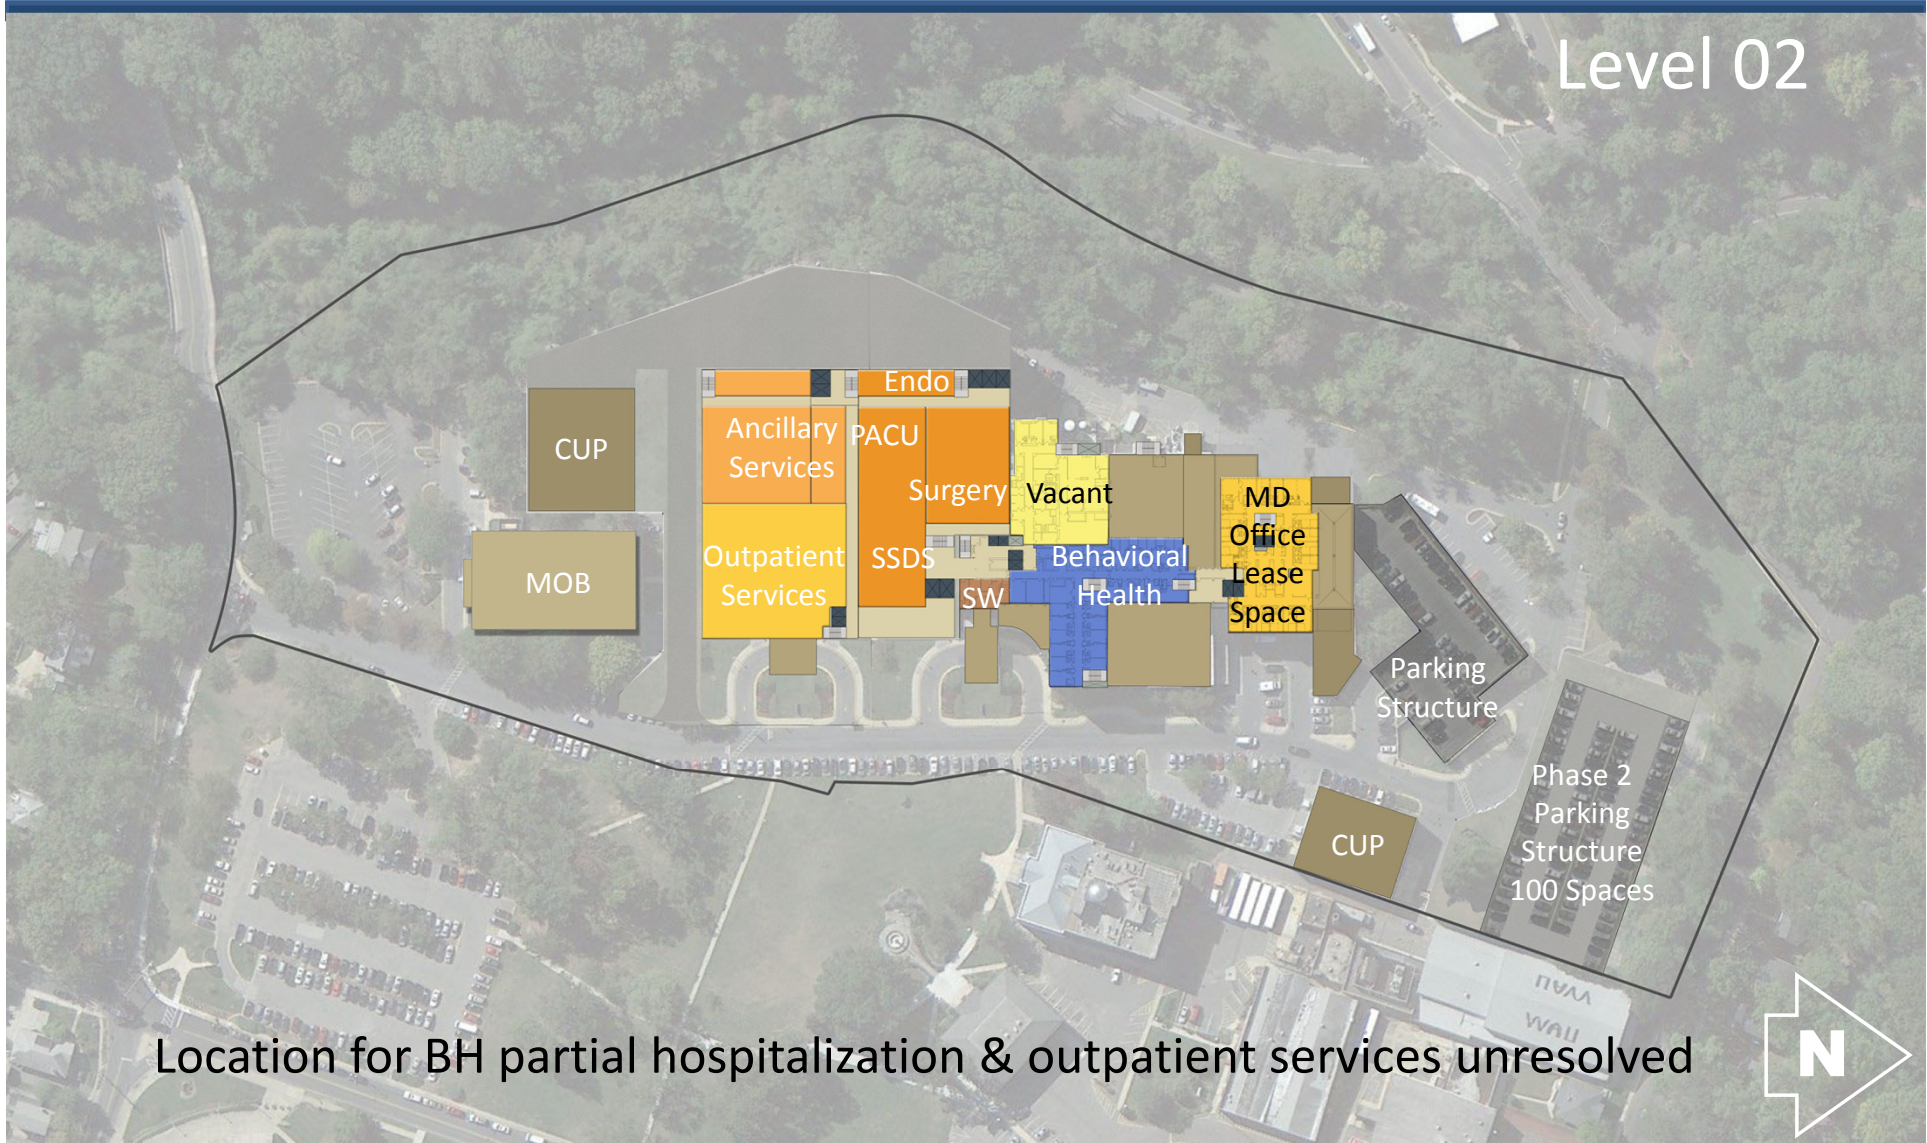 Level 02
Endo
Ancillary
Services
PACU
Surgery
CUP
Vacant
MD
Office
Lease
Space
Outpatient
Services
SSDS
Behavioral
Health
SW
MOB
Parking
Structure
Phase 2
Parking
Structure
100 Spaces
CUP
Location for BH partial hospitalization & outpatient services unresolved
N